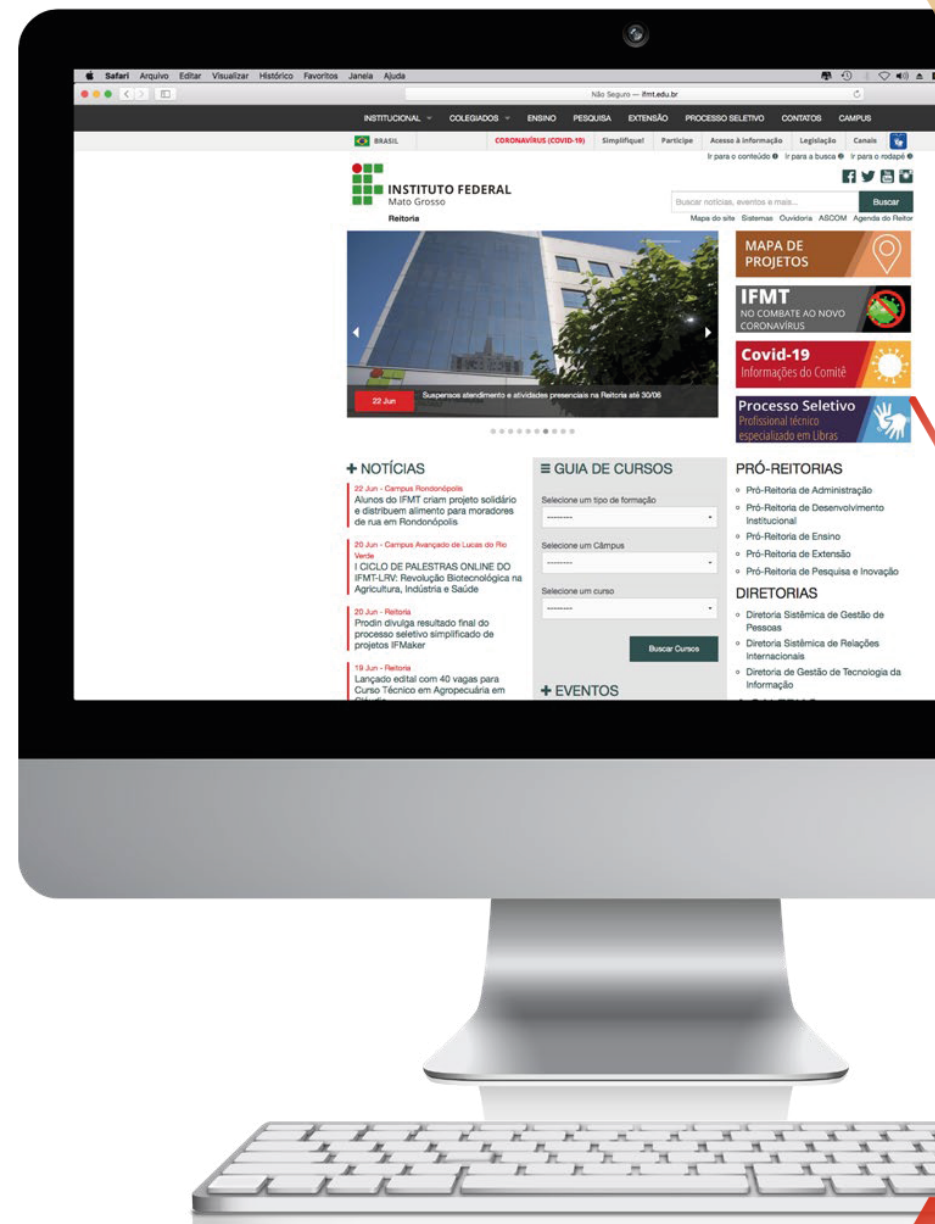 Safari Arquivo Editar Visualizar Histórico Favoritos Janela Ajuda
Não Seguro — ifmt.edu.br
INSTITUCIONAL COLEGIADOS ENSINO PESQUISA EXTENSÃO PROCESSO SELETIVO CONTATOS CAMPUS
BRASIL CORONAVÍRUS (COVID-19) Simplifique! Participe Acesso à informação Legislação Canais
Ir para o conteúdo Ir para a busca Ir para o rodapé
INSTITUTO FEDERAL
Mato Grosso
Reitoria
Buscar notícias, eventos e mais... Buscar
Mapa do site Sistemas Ouvidoria ASCOM Agenda do Reitor
MAPA DE
PROJETOS
IFMT
NO COMBATE AO NOVO
CORONAVÍRUS
Covid-19
Informações do Comitê
Processo Seletivo
Profissional técnico
especializado em Libras
22 Jun Suspensos atendimento e atividades presenciais na Reitoria até 30/06
+ NOTÍCIAS
22 Jun - Campus Rondonópolis
Alunos do IFMT criam projeto solidário
e distribuem alimento para moradores
de rua em Rondonópolis
20 Jun - Campus Avançado de Lucas do Rio
Verde
I CICLO DE PALESTRAS ONLINE DO
IFMT-LRV: Revolução Biotecnológica na
Agricultura, Indústria e Saúde
20 Jun - Reitoria
Prodin divulga resultado final do
processo seletivo simplificado de
projetos IFMaker
19 Jun - Reitoria
Lançado edital com 40 vagas para
Curso Técnico em Agropecuária em
GUIA DE CURSOS
Selecione um tipo de formação
---------
Selecione um Câmpus
---------
Selecione um curso
---------
Buscar Cursos
+ EVENTOS
PRÓ-REITORIAS
Pró-Reitoria de Administração
Pró-Reitoria de Desenvolvimento
Institucional
Pró-Reitoria de Ensino
Pró-Reitoria de Extensão
Pró-Reitoria de Pesquisa e Inovação
DIRETORIAS
Diretoria Sistêmica de Gestão de
Pessoas
Diretoria Sistêmica de Relações
Internacionais
Diretoria de Gestão de Tecnologia da
Informação